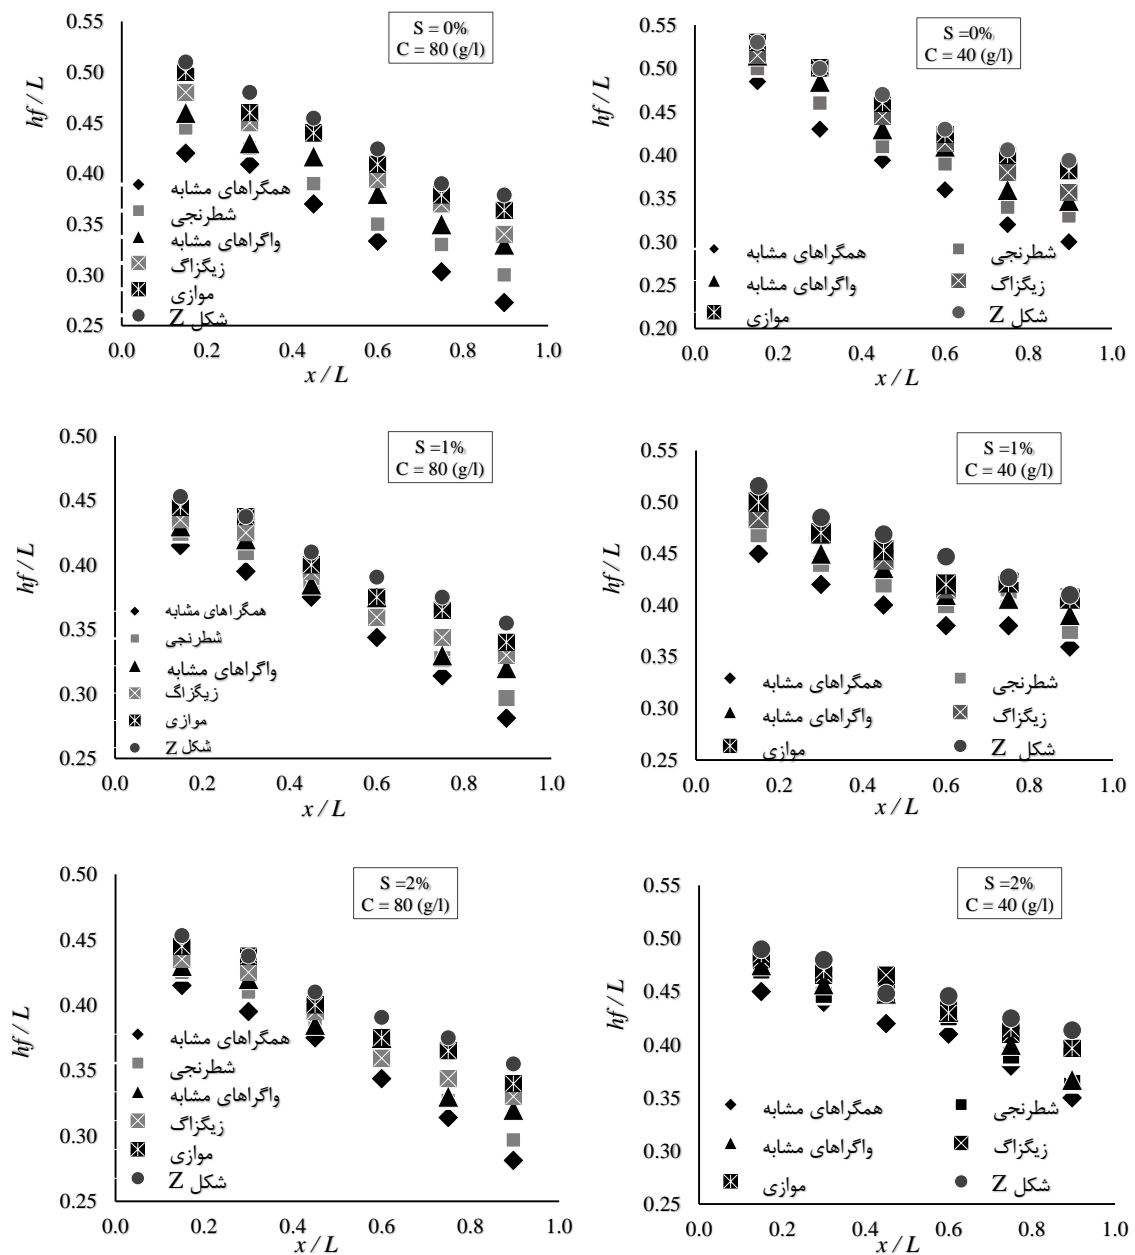 S = 0%
C = 80 (g/l)
hf / L
0.55
0.50
0.45
0.40
0.35
0.30
0.25
همگراهای مشابه
شطرنجی
واگراهای مشابه
زیگزاگ
موازی
Z شکل
0.0 0.2 0.4 0.6 0.8 1.0
x / L
S =0%
C = 40 (g/l)
hf / L
0.55
0.50
0.45
0.40
0.35
0.30
0.25
0.20
همگراهای مشابه شطرنجی
واگراهای مشابه زیگزاگ
موازی Z شکل
0.0 0.2 0.4 0.6 0.8 1.0
x / L
S =1%
C = 80 (g/l)
hf / L
0.50
0.45
0.40
0.35
0.30
0.25
همگراهای مشابه
شطرنجی
واگراهای مشابه
زیگزاگ
موازی
Z شکل
0.0 0.2 0.4 0.6 0.8 1.0
x / L
S =1%
C = 40 (g/l)
hf / L
0.55
0.50
0.45
0.40
0.35
0.30
0.25
همگراهای مشابه شطرنجی
واگراهای مشابه زیگزاگ
موازی Z شکل
0.0 0.2 0.4 0.6 0.8 1.0
x / L
S =2%
C = 80 (g/l)
hf / L
0.50
0.45
0.40
0.35
0.30
0.25
همگراهای مشابه
شطرنجی
واگراهای مشابه
زیگزاگ
موازی
Z شکل
0.0 0.2 0.4 0.6 0.8 1.0
x / L
S =2%
C = 40 (g/l)
hf / L
0.55
0.50
0.45
0.40
0.35
0.30
0.25
همگراهای مشابه شطرنجی
واگراهای مشابه زیگزاگ
موازی Z شکل
0.0 0.2 0.4 0.6 0.8 1.0
x / L